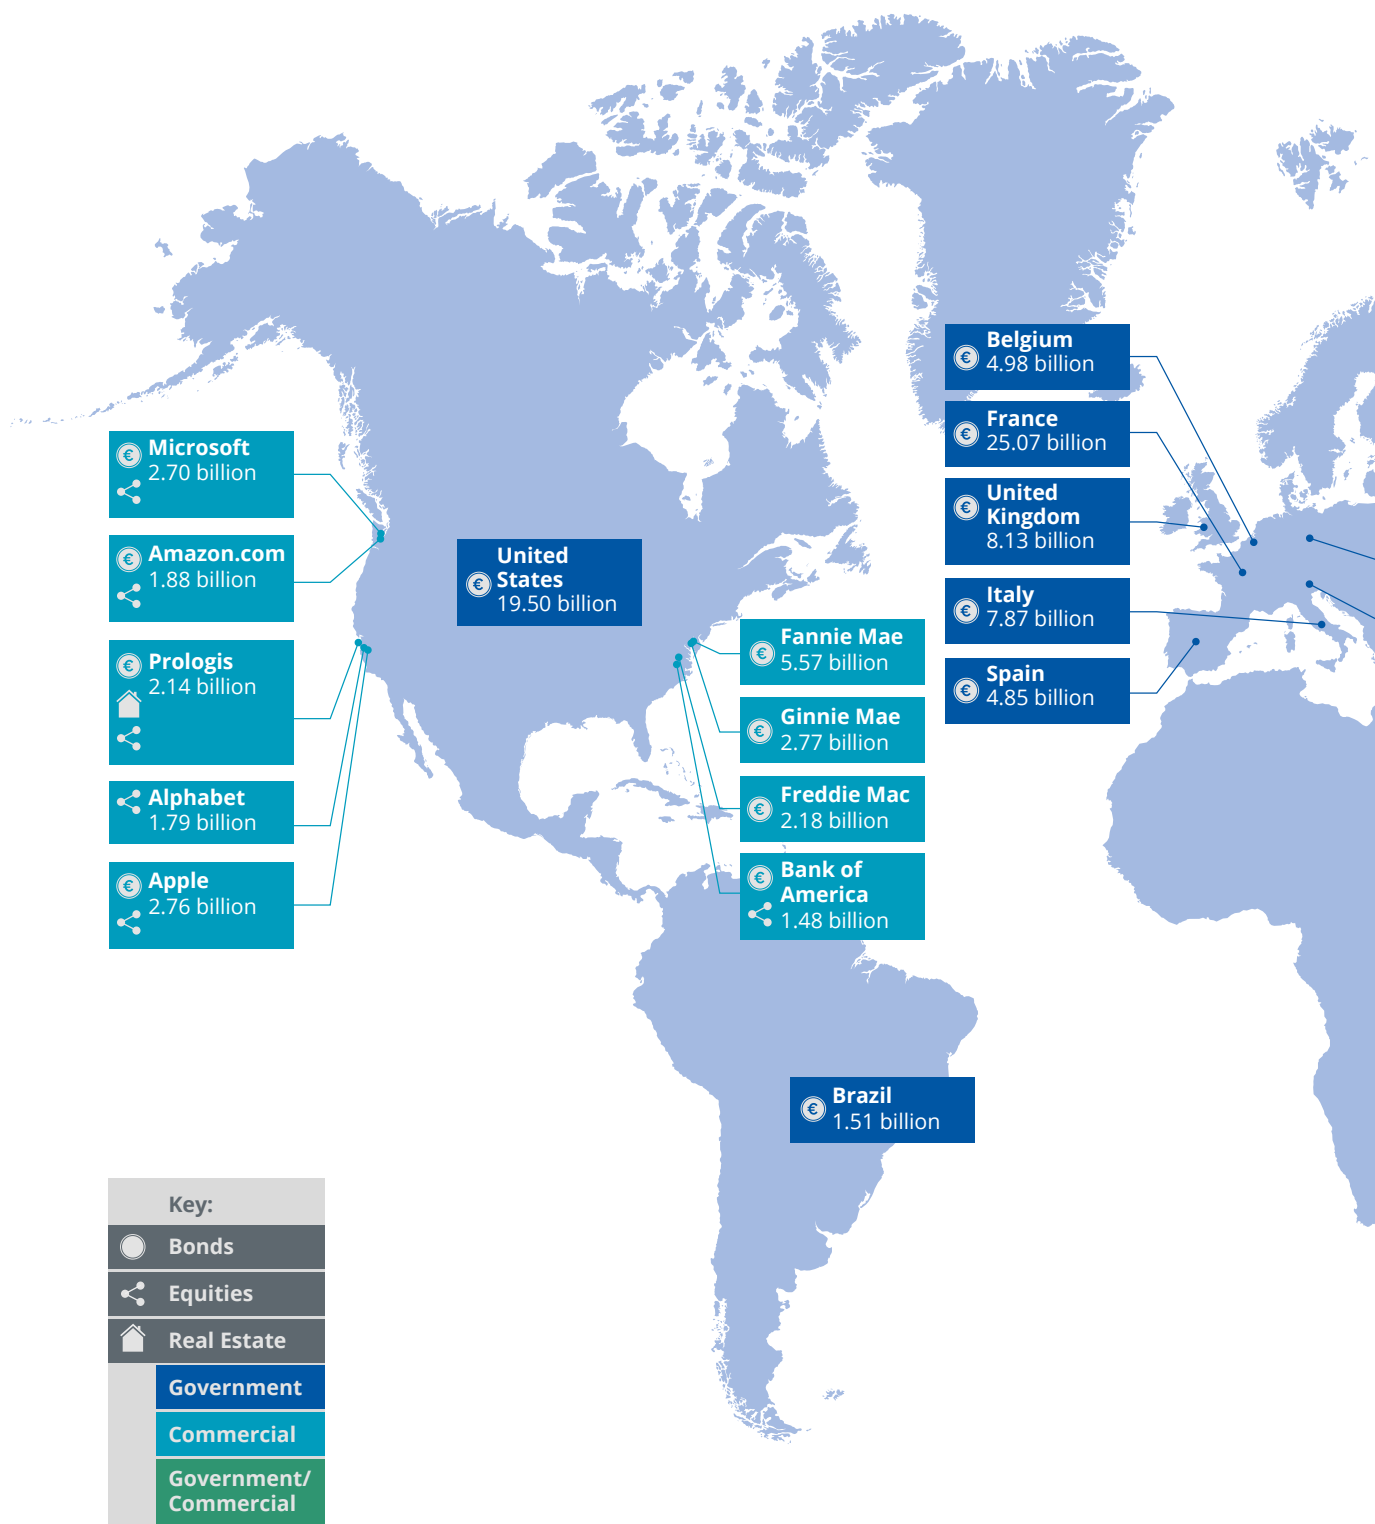 Microsoft
2.70 billion
Amazon.com
1.88 billion
Prologis
2.14 billion
Alphabet
1.79 billion
Apple
2.76 billion
United
States
19.50 billion
Fannie Mae
5.57 billion
Ginnie Mae
2.77 billion
Freddie Mac
2.18 billion
Bank of
America
1.48 billion
Belgium
4.98 billion
France
25.07 billion
United
Kingdom
8.13 billion
Italy
7.87 billion
Spain
4.85 billion
Brazil
1.51 billion
Key:
Bonds
Equities
Real Estate
Government
Commercial
Government/
Commercial